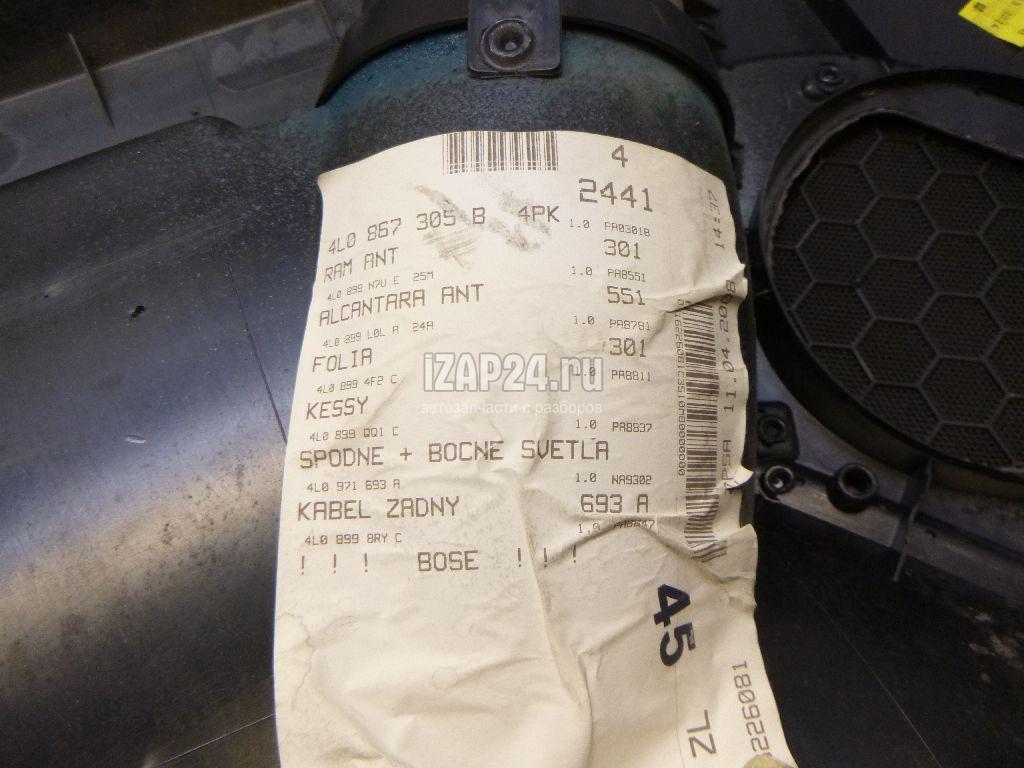 4
2441
4L0 867 305 B 4PK
1.0 PA0301B
RAM ANT
301
4L0 899 N7U E 25M
1.0 PA8551
ALCANTARA ANT
551
4L0 899 L0L A 24A
1.0 PA8781
FOLIA
301
4L0 899 4F2 C
1.0 PA8811
KESSY
4L0 899 QQ1 C
1.0 PA8837
SPODNE + BOCNE SVETLA
4L0 971 693 A
1.0 NA9302
KABEL ZADNY
693 A
4L0 899 8RY C
1.0
! ! ! BOSE ! ! !
14:37
11.04.2008
45
ZL
226081
iZAP24.ru
автозапчасти с разборов